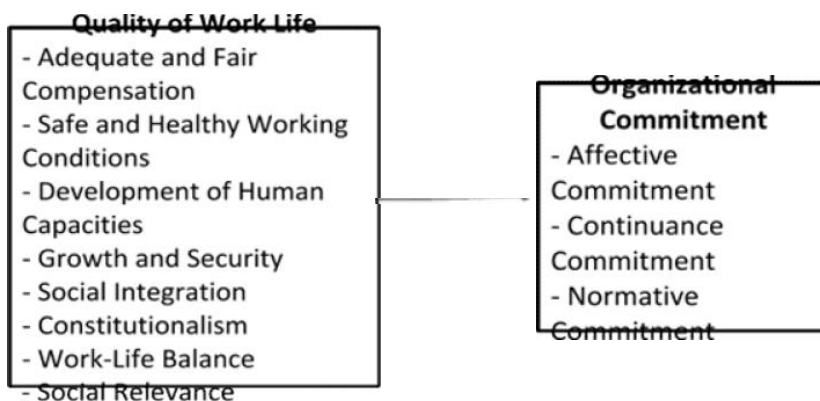 Quality of Work Life
- Adequate and Fair
Compensation
- Safe and Healthy Working
Conditions
- Development of Human
Capacities
- Growth and Security
- Social Integration
- Constitutionalism
- Work-Life Balance
- Social Relevance
Organizational
Commitment
- Affective
Commitment
- Continuance
Commitment
- Normative
Commitment